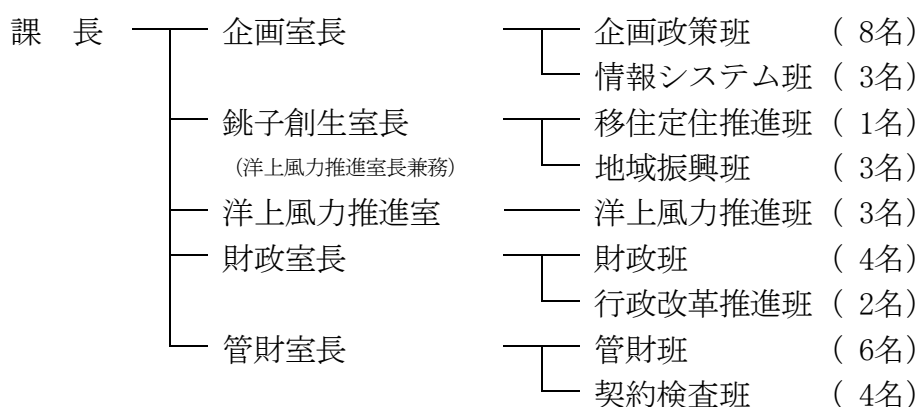 課　長　企画室長　企画政策班　（ 8名）
情報システム班（ 3名）
銚子創生室長　移住定住推進班（ 1名）
（洋上風力推進室長兼務）　地域振興班　（ 3名）
洋上風力推進室　洋上風力推進班（ 3名）
財政室長　財政班　（ 4名）
行政改革推進班（ 2名）
管財室長　管財班　（ 6名）
契約検査班　（ 4名）